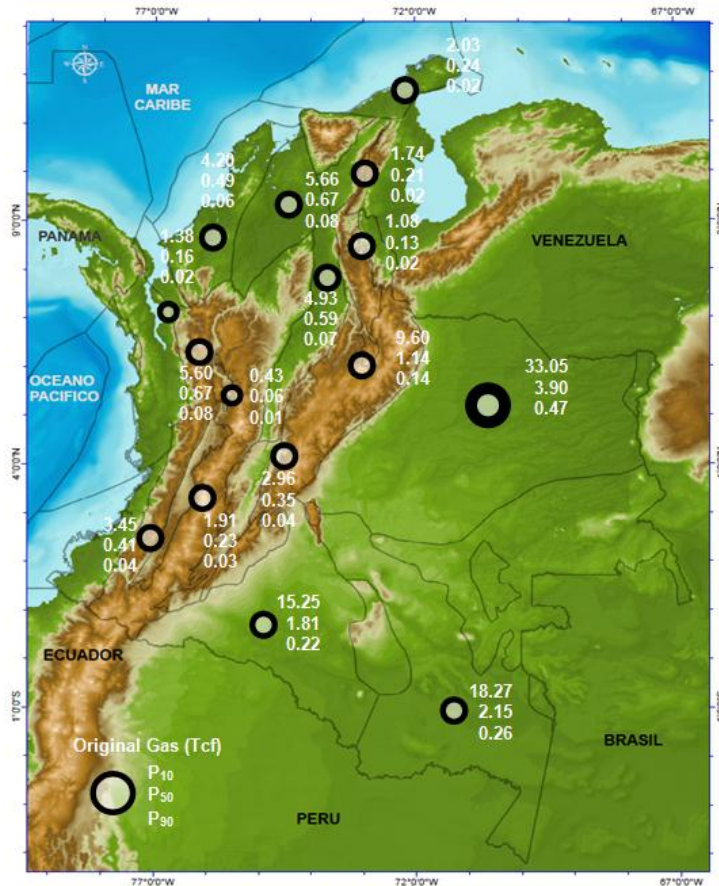 77°0'0"W 72°0'0"W 67°0'0"W
2.03
0.24
0.02
MAR
CARIBE
4.20
0.49
0.06
5.66
0.67
0.08
1.74
0.21
0.02
1.38
0.16
0.02
1.08
0.13
0.02
9°0'0"N
PANAMA
VENEZUELA
4.93
0.59
0.07
9.60
1.14
0.14
33.05
3.90
0.47
OCEANO
PACIFICO
5.60
0.67
0.08
0.43
0.06
0.01
4°0'0"N
2.96
0.35
0.04
3.45
0.41
0.04
1.91
0.23
0.03
15.25
1.81
0.22
ECUADOR
18.27
2.15
0.26
1°0'0"S
BRASIL
Original Gas (Tcf)
P10
P50
P90
PERU
77°0'0"W 72°0'0"W 67°0'0"W